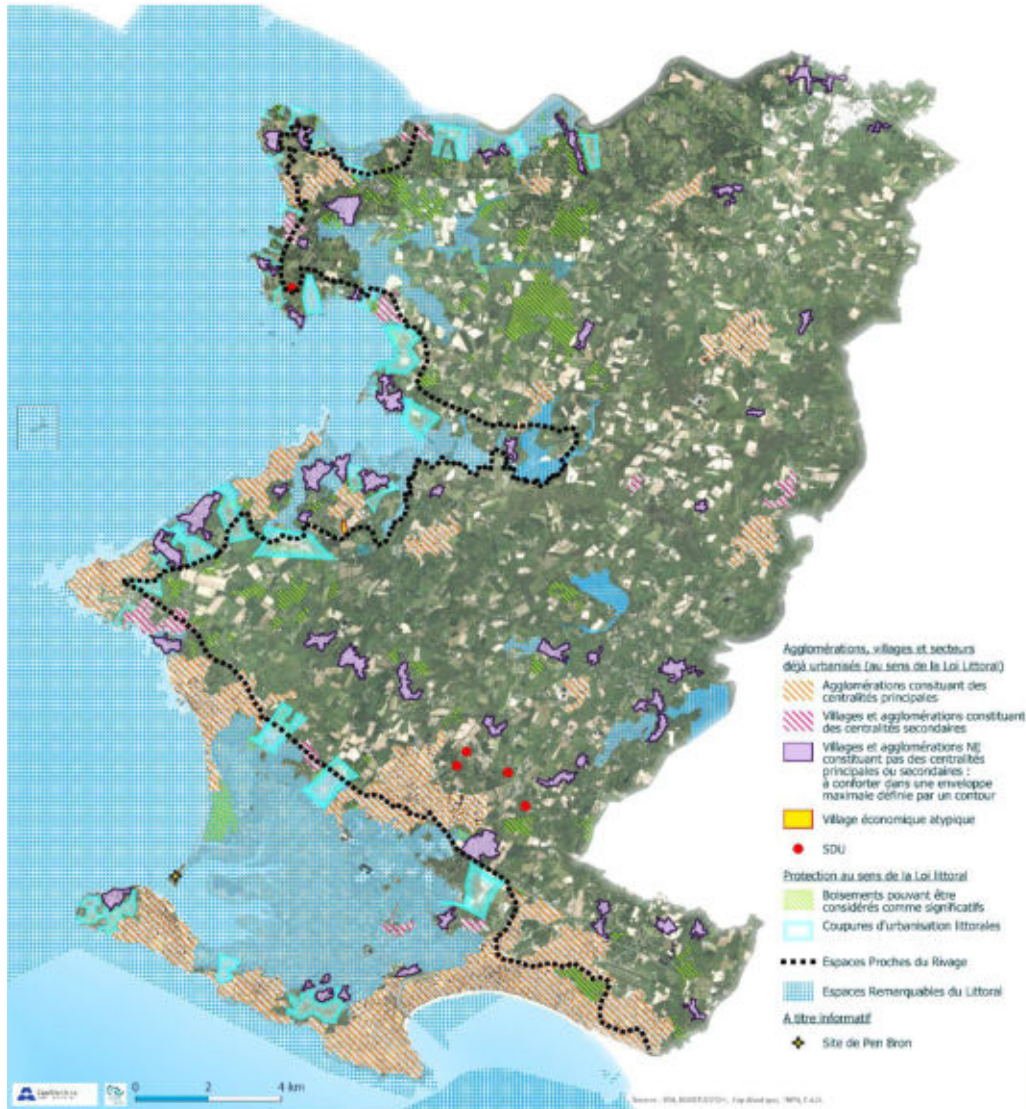 Agglomérations, villages et secteurs
déjà urbanisés (au sens de la Loi Littoral)
Agglomérations consituant des
centralités principales
Villages et agglomérations constituant
des centralités secondaires
Villages et agglomérations NE
constituant pas des centralités
principales ou secondaires :
à conforter dans une enveloppe
maximale définie par un contour
Village économique atypique
SDU
Protection au sens de la Loi littoral
Boisements pouvant être
considérés comme significatifs
Coupures d'urbanisation littorales
Espaces Proches du Rivage
Espaces Remarquables du Littoral
A titre informatif
Site de Pen Bron
0 2 4 km